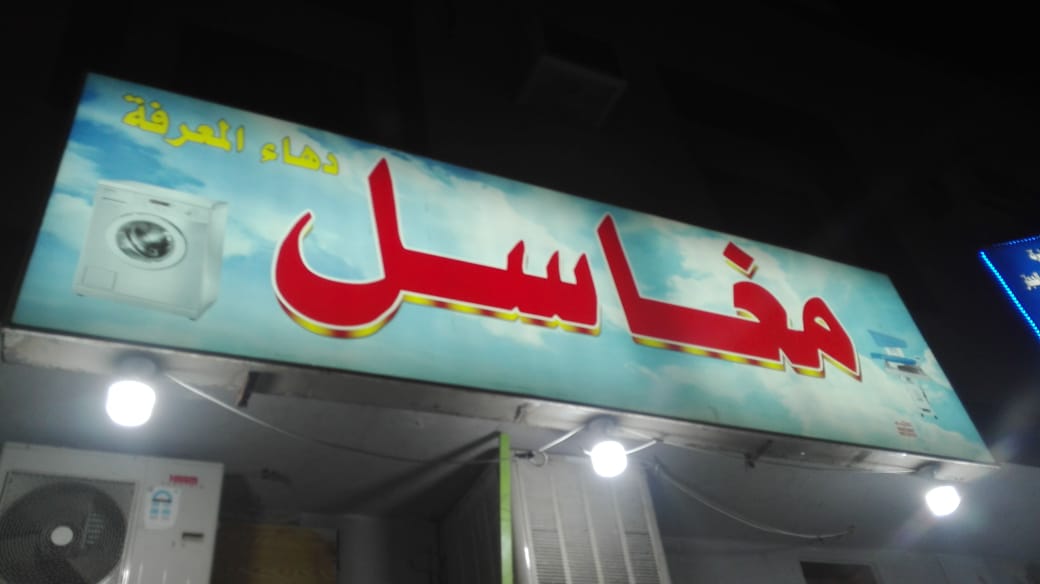 مغاسل
دهاء المعرفة